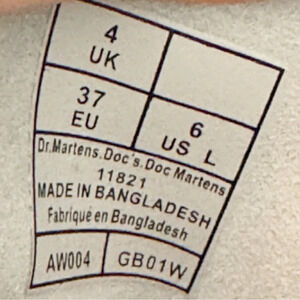 4
UK
37
EU
6
US L
Dr.Martens.Doc's.Doc Martens
11821
MADE IN BANGLADESH
Fabriqué en Bangladesh
AW004
GB01W